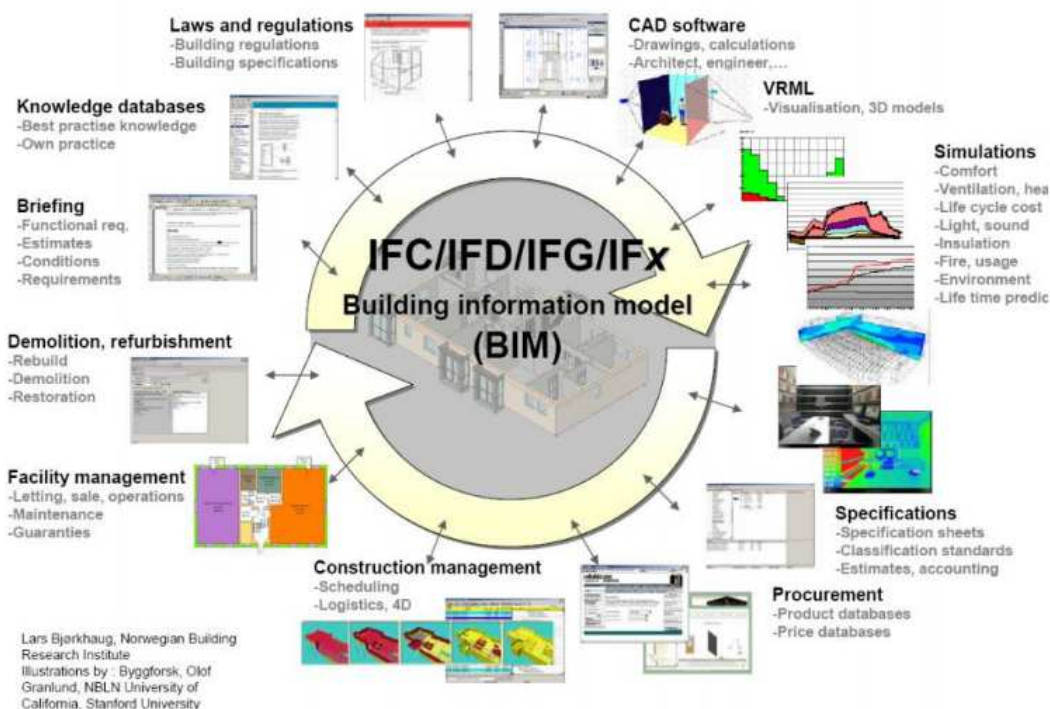 Laws and regulations
-Building regulations
-Building specifications
CAD software
-Drawings, calculations
-Architect, engineer,...
VRML
-Visualisation, 3D models
Knowledge databases
-Best practise knowledge
-Own practice
Simulations
-Comfort
-Ventilation, hea
-Life cycle cost
-Light, sound
-Insulation
-Fire, usage
-Environment
-Life time predic
Briefing
-Functional req.
-Estimates
-Conditions
-Requirements
IFC/IFD/IFG/IFx
Building information model
(BIM)
Demolition, refurbishment
-Rebuild
-Demolition
-Restoration
Facility management
-Letting, sale, operations
-Maintenance
-Guaranties
Specifications
-Specification sheets
-Classification standards
-Estimates, accounting
Construction management
-Scheduling
-Logistics, 4D
Procurement
-Product databases
-Price databases
Lars Bjørkhaug, Norwegian Building
Research Institute
Illustrations by : Byggforsk, Olof
Granlund, NBLN University of
California, Stanford University